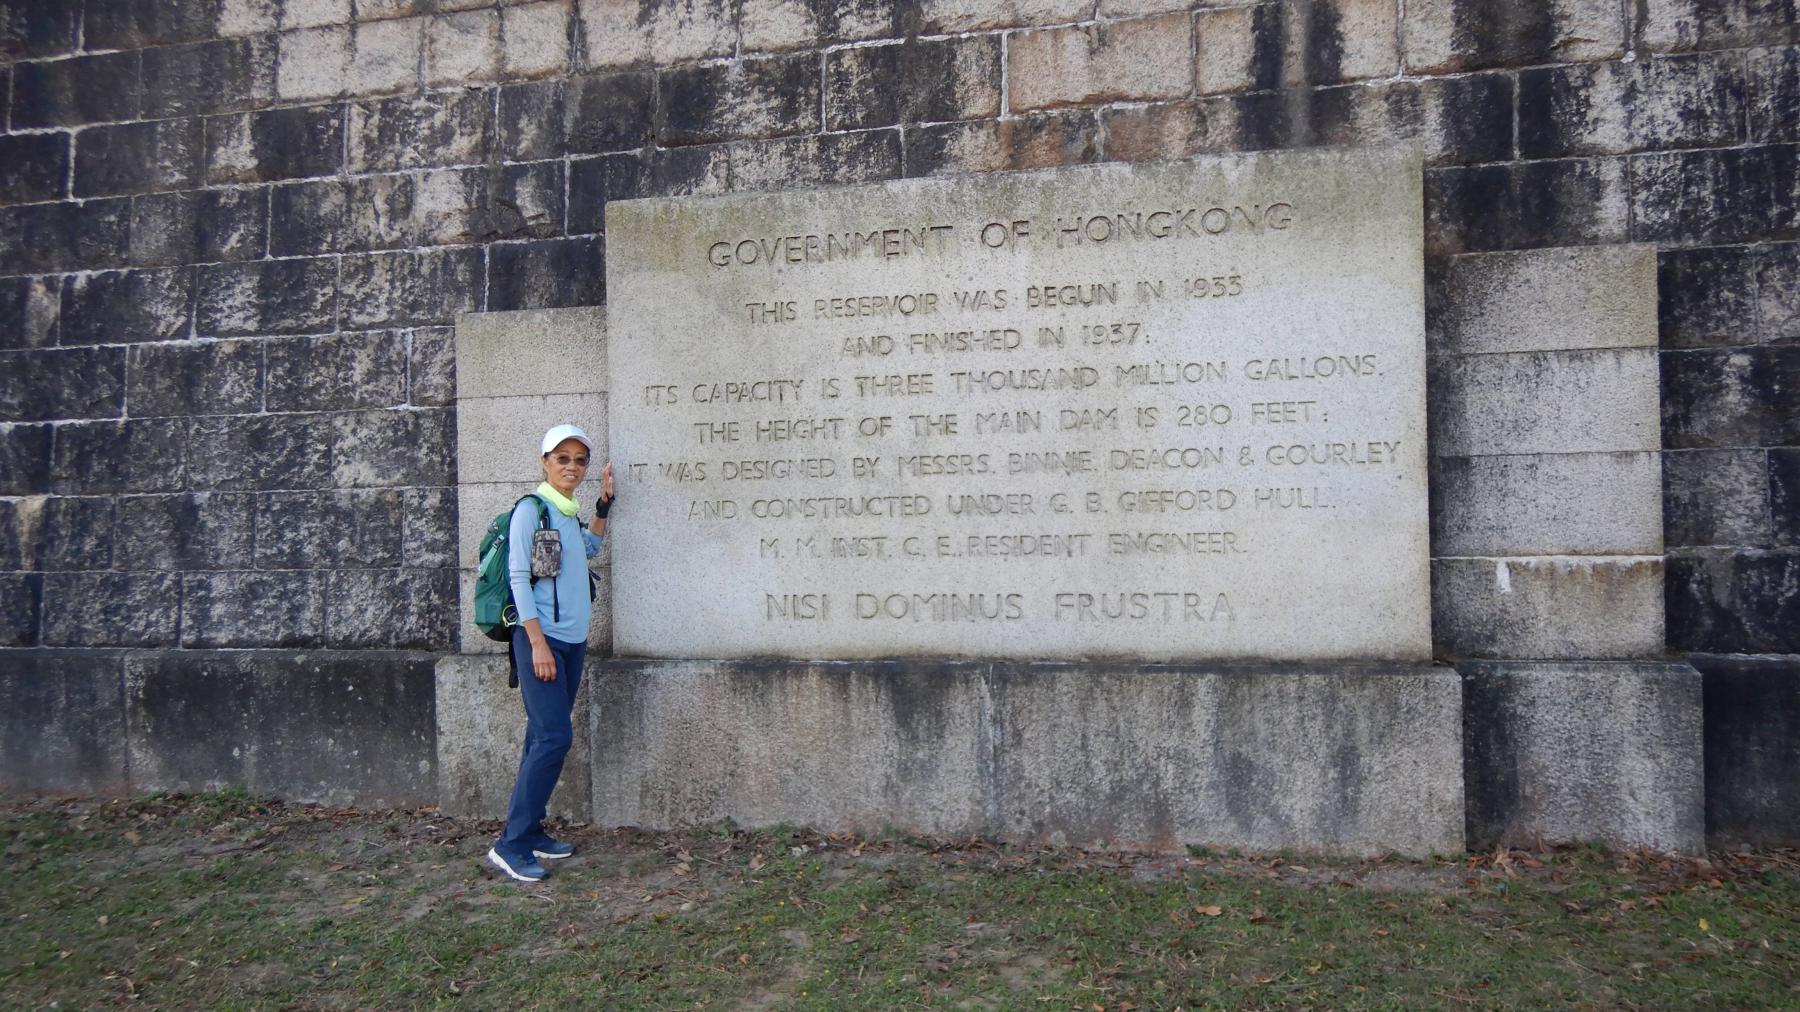 GOVERNMENT OF HONGKONG
THIS RESERVOIR WAS BEGUN IN 1933
AND FINISHED IN 1937:
ITS CAPACITY IS THREE THOUSAND MILLION GALLONS.
THE HEIGHT OF THE MAIN DAM IS 280 FEET:
IT WAS DESIGNED BY MESSRS. BINNIE, DEACON & GOURLEY
AND CONSTRUCTED UNDER G. B. GIFFORD HULL.
M. M. INST. C. E., RESIDENT ENGINEER.
NISI DOMINUS FRUSTRA